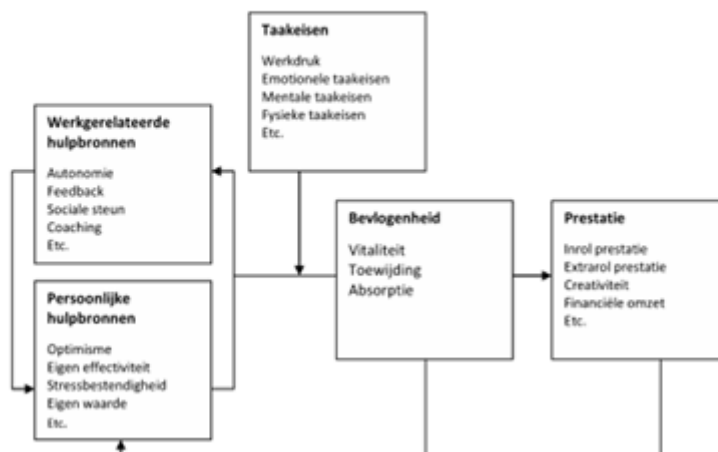 Taakeisen
Werkdruk
Emotionele taakeisen
Mentale taakeisen
Fysieke taakeisen
Etc.
Werkgerelateerde
hulpbronnen
Autonomie
Feedback
Sociale steun
Coaching
Etc.
Persoonlijke
hulpbronnen
Optimisme
Eigen effectiviteit
Stressbestendigheid
Eigen waarde
Etc.
Bevlogenheid
Vitaliteit
Toewijding
Absorptie
Prestatie
Inrol prestatie
Extrarol prestatie
Creativiteit
Financiële omzet
Etc.